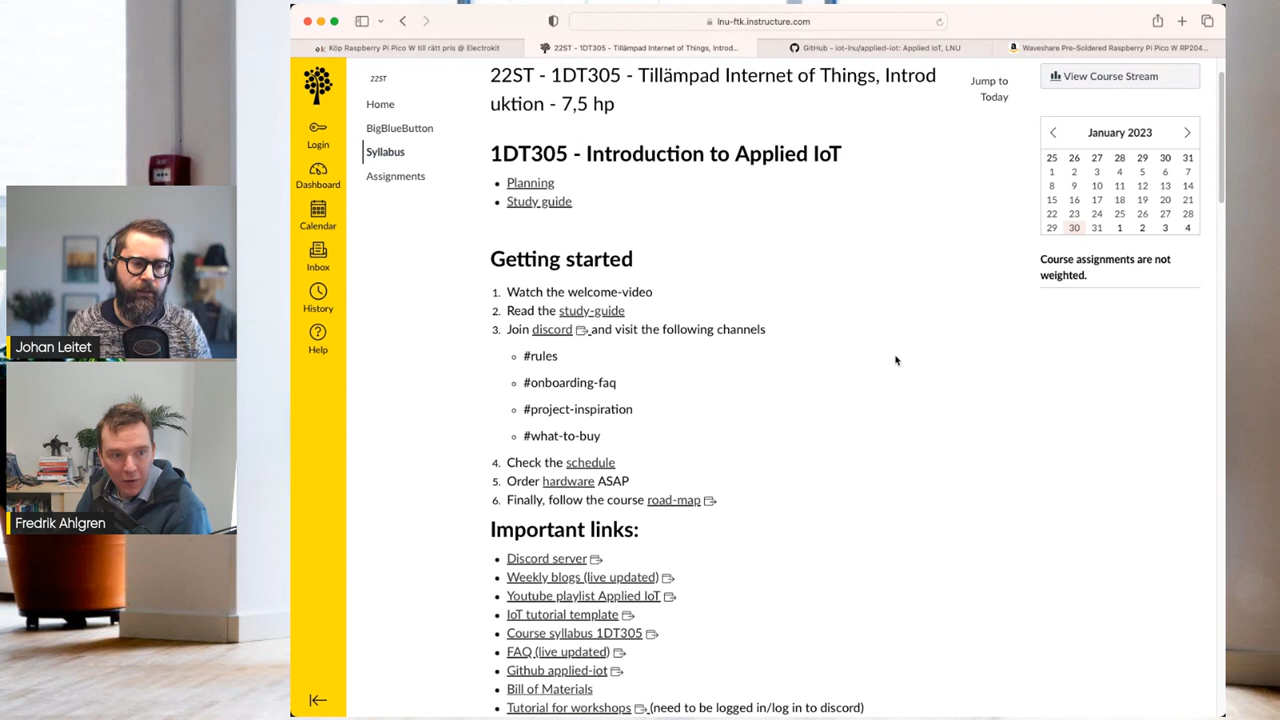 lnu-ftk.instructure.com
Köp Raspberry Pi Pico W till rätt pris @ Electrokit
22ST - 1DT305 - Tillämpad Internet of Things, Introd...
GitHub - iot-lnu/applied-iot: Applied IoT, LNU
Waveshare Pre-Soldered Raspberry Pi Pico W RP204...
Login
Dashboard
Calendar
Inbox
History
Help
22ST
Home
BigBlueButton
Syllabus
Assignments
22ST - 1DT305 - Tillämpad Internet of Things, Introd
uktion - 7,5 hp
Jump to
Today
1DT305 - Introduction to Applied IoT
• Planning
• Study guide
Getting started
1. Watch the welcome-video
2. Read the study-guide
3. Join discord and visit the following channels
#rules
#onboarding-faq
#project-inspiration
#what-to-buy
4. Check the schedule
5. Order hardware ASAP
6. Finally, follow the course road-map
Important links:
• Discord server
• Weekly blogs (live updated)
• Youtube playlist Applied IoT
• IoT tutorial template
• Course syllabus 1DT305
• FAQ (live updated)
• Github applied-iot
• Bill of Materials
• Tutorial for workshops (need to be logged in/log in to discord)
View Course Stream
January 2023
25 26 27 28 29 30 31
1 2 3 4 5 6 7
8 9 10 11 12 13 14
15 16 17 18 19 20 21
22 23 24 25 26 27 28
29 30 31 1 2 3 4
Course assignments are not
weighted.
Johan Leitet
Fredrik Ahlgren